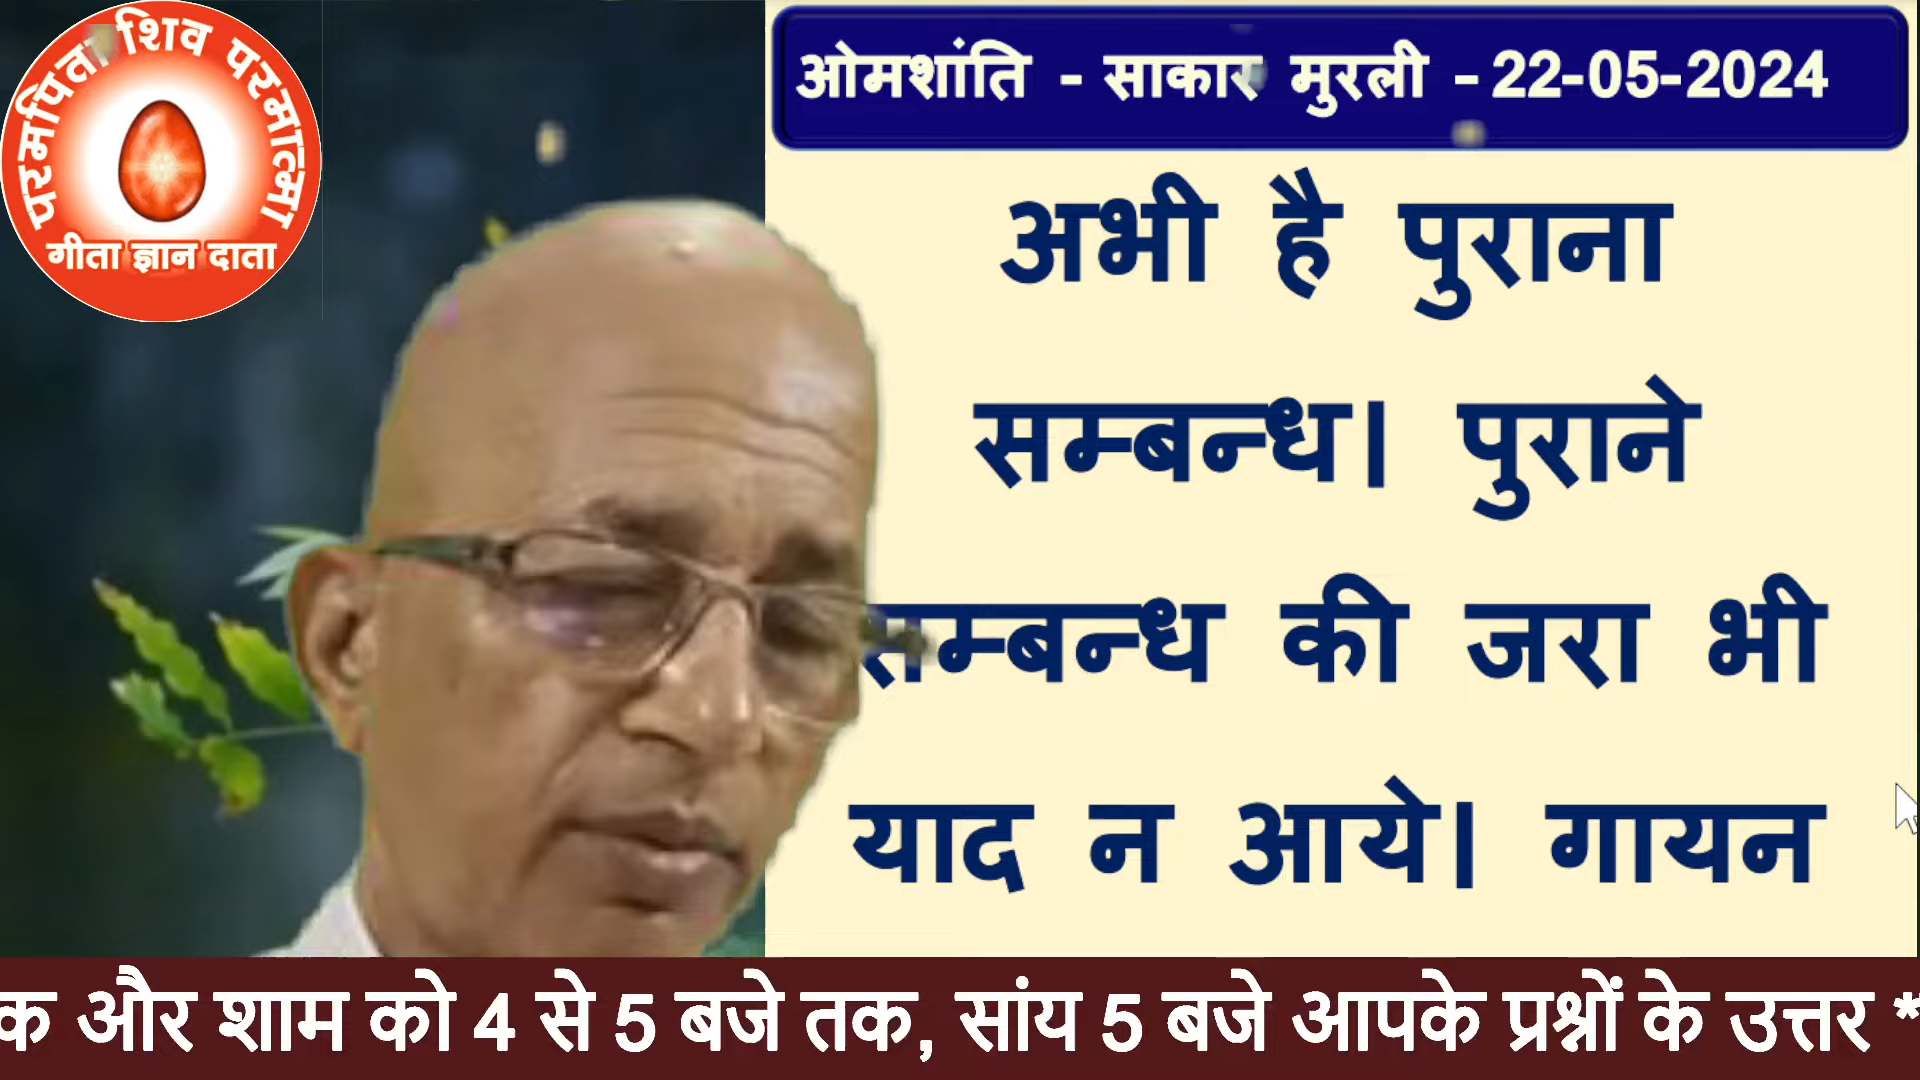 परमपिता शिव परमात्मा
गीता ज्ञान दाता
ओमशांति - साकार मुरली - 22-05-2024
अभी है पुराना
सम्बन्ध। पुराने
सम्बन्ध की जरा भी
याद न आये। गायन
क और शाम को 4 से 5 बजे तक, सांय 5 बजे आपके प्रश्नों के उत्तर *